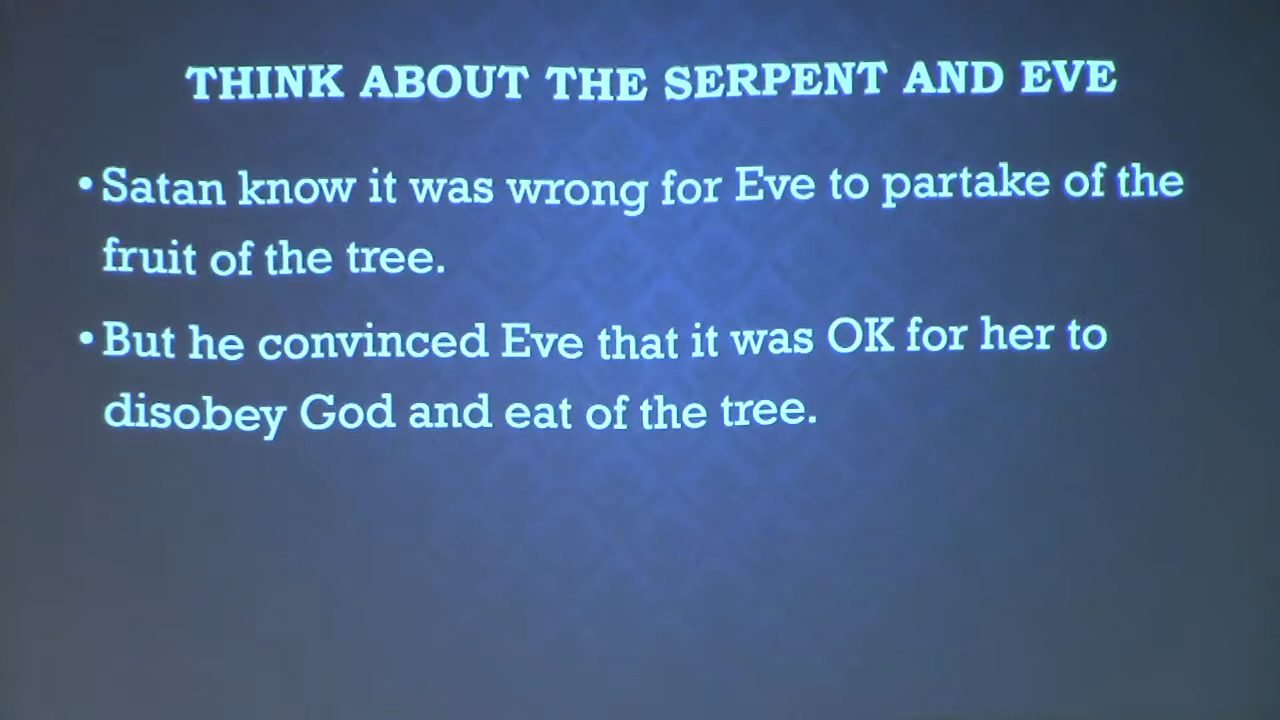 THINK ABOUT THE SERPENT AND EVE
• Satan know it was wrong for Eve to partake of the
fruit of the tree.
• But he convinced Eve that it was OK for her to
disobey God and eat of the tree.